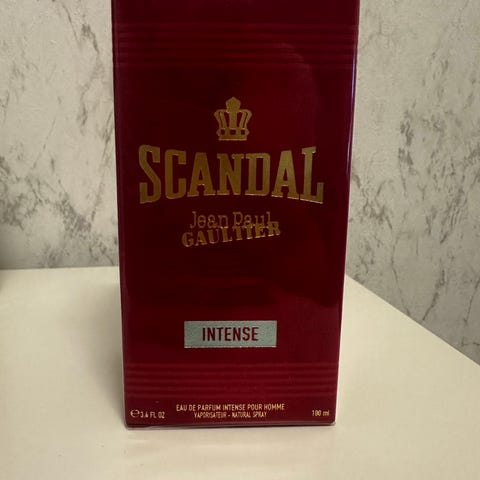 SCANDAL
Jean Paul
GAULTIER
INTENSE
EAU DE PARFUM INTENSE POUR HOMME
℮3.4 FL OZ VAPORISATEUR - NATURAL SPRAY 100 ml